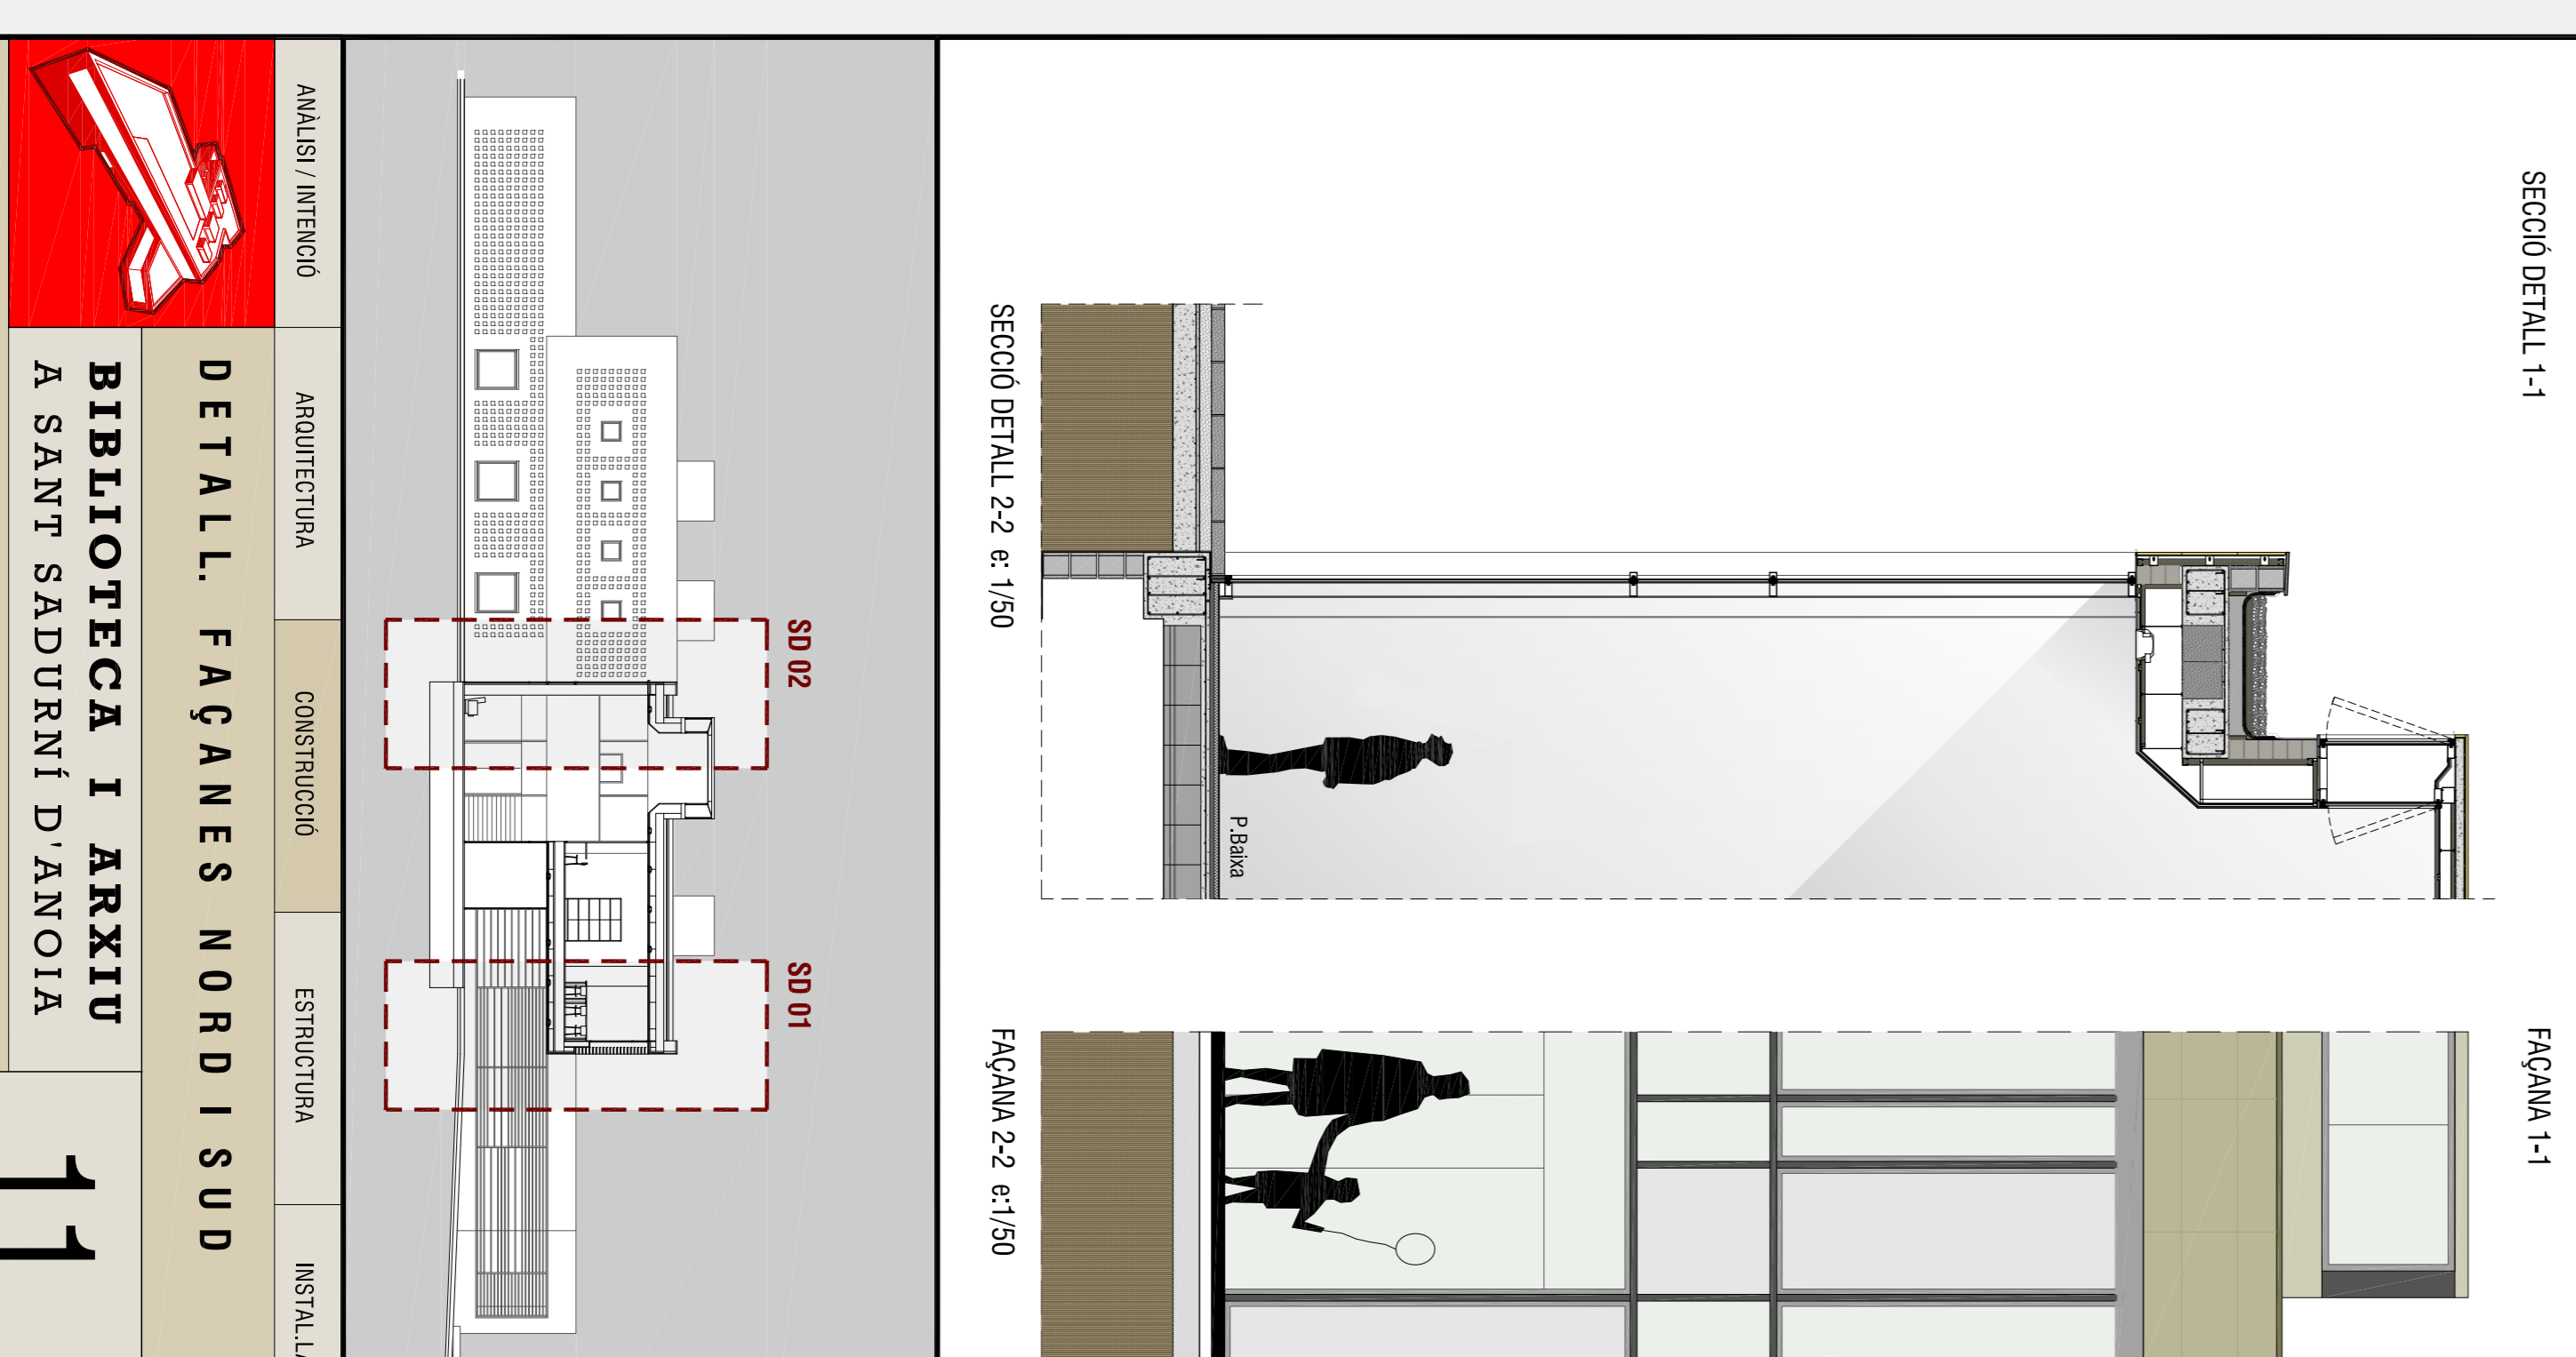 SECCIÓ DETALL 1-1
FAÇANA 1-1
P.Baixa
SECCIÓ DETALL 2-2 e: 1/50
FAÇANA 2-2 e:1/50
SD 02
SD 01
ANÀLISI / INTENCIÓ
ARQUITECTURA
CONSTRUCCIÓ
ESTRUCTURA
INSTAL.LA
DETALL. FAÇANES NORD I SUD
BIBLIOTECA I ARXIU
A SANT SADURNÍ D'ANOIA
11